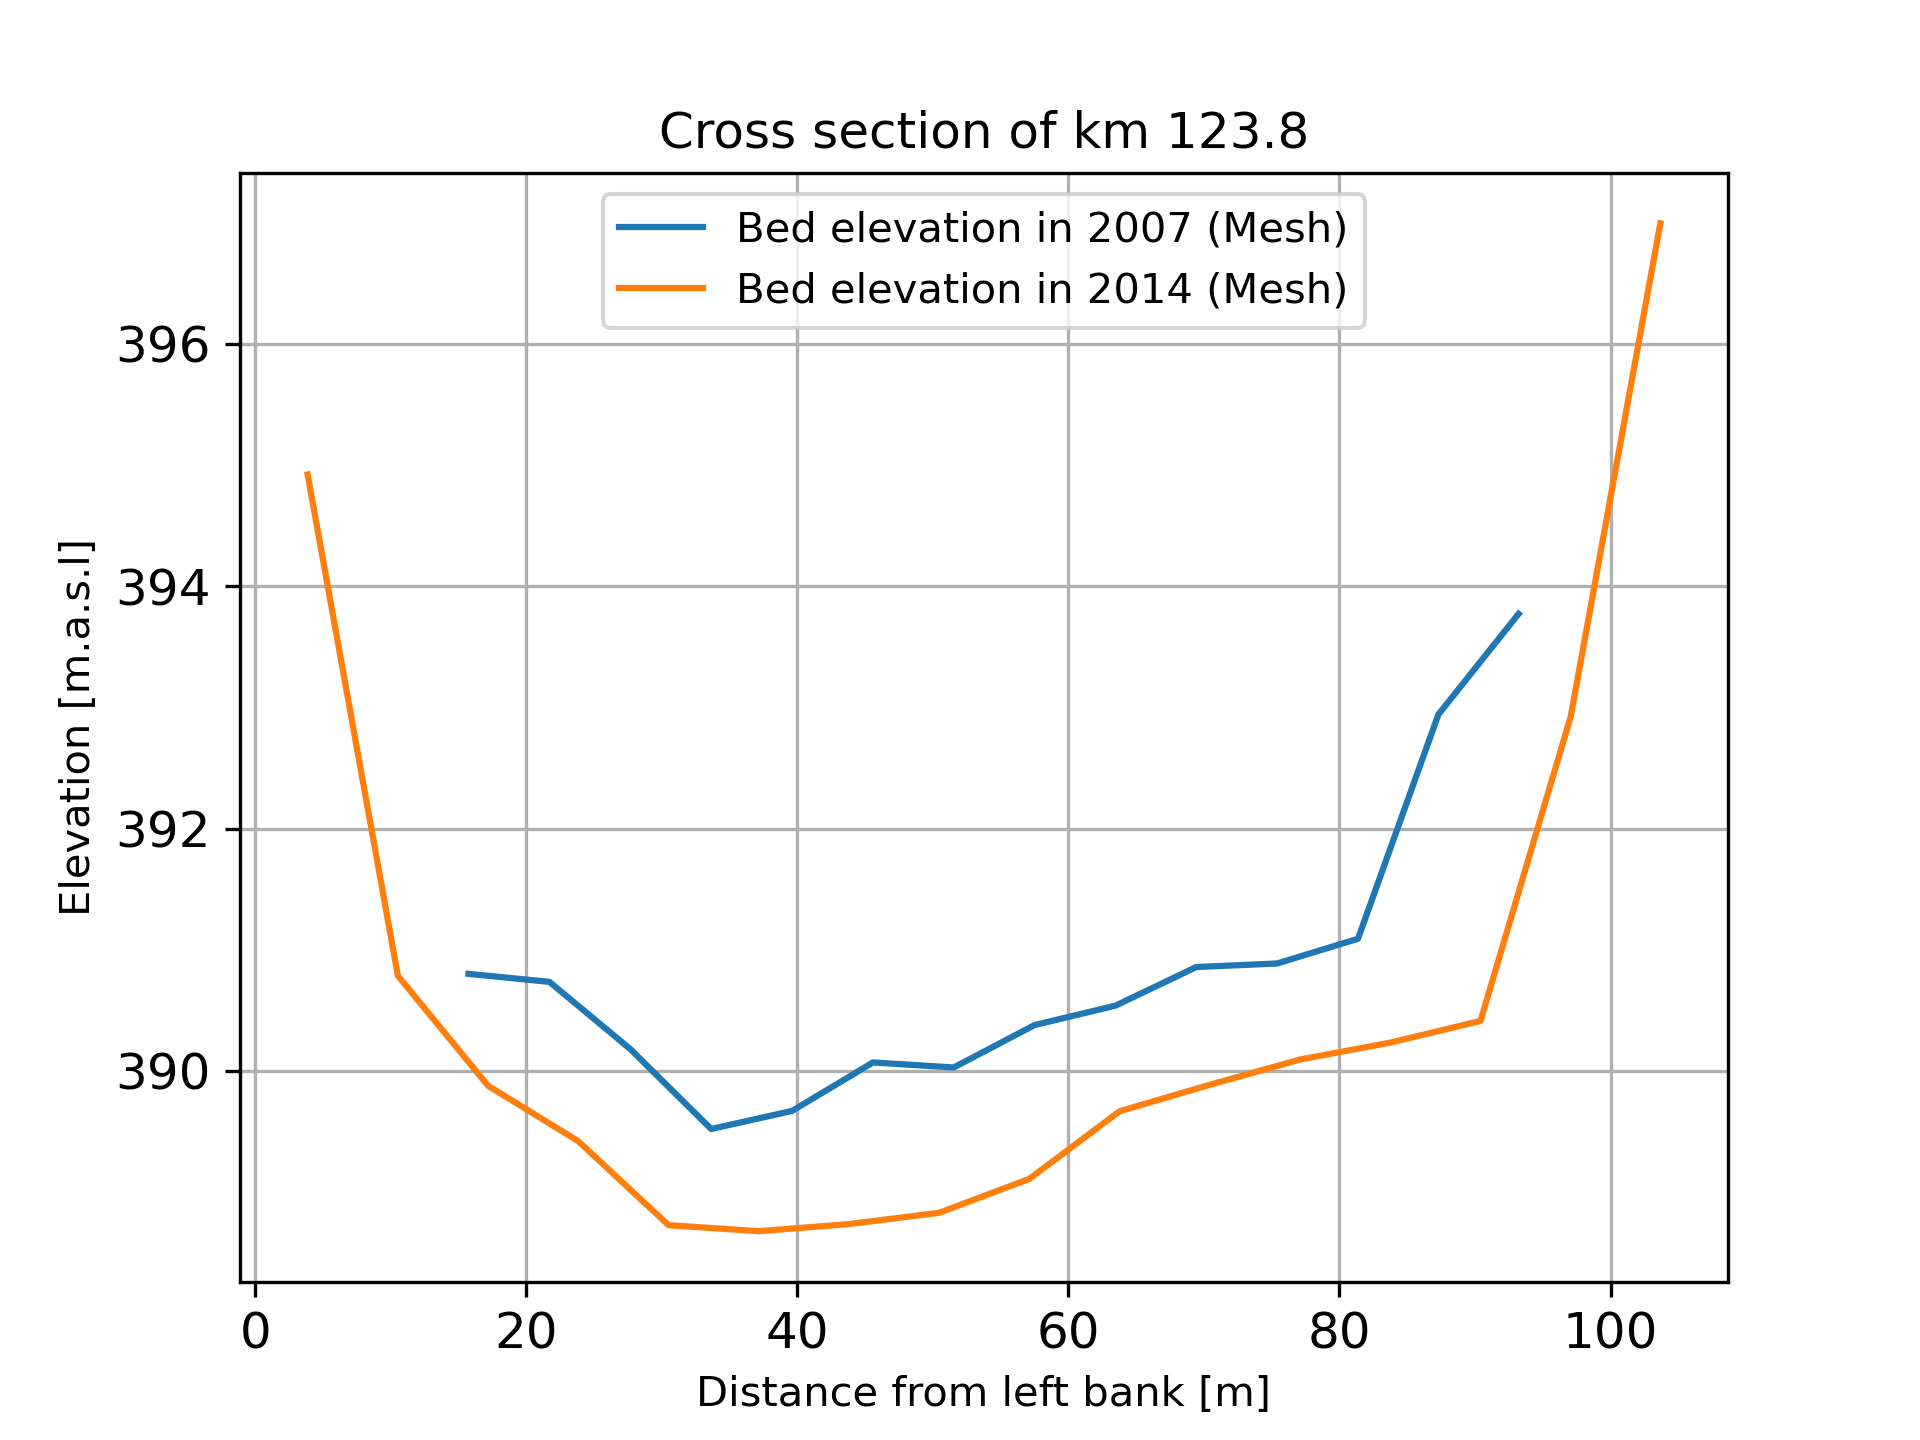 Cross section of km 123.8
Bed elevation in 2007 (Mesh)
Bed elevation in 2014 (Mesh)
396
394
392
390
Elevation [m.a.s.l]
0 20 40 60 80 100
Distance from left bank [m]